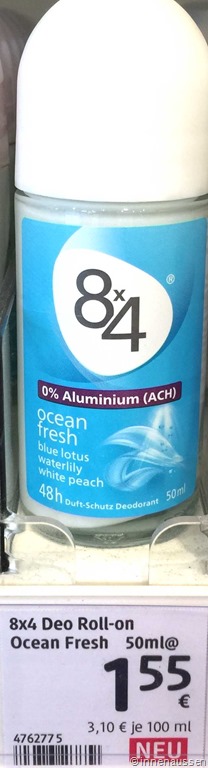 8x4
®
0% Aluminium (ACH)
ocean
fresh
blue lotus
waterlily
white peach
48h Duft-Schutz Deodorant 50ml
8x4 Deo Roll-on
Ocean Fresh 50ml@
1 55
€
3,10 € je 100 ml
4762775
NEU
© innenaussen